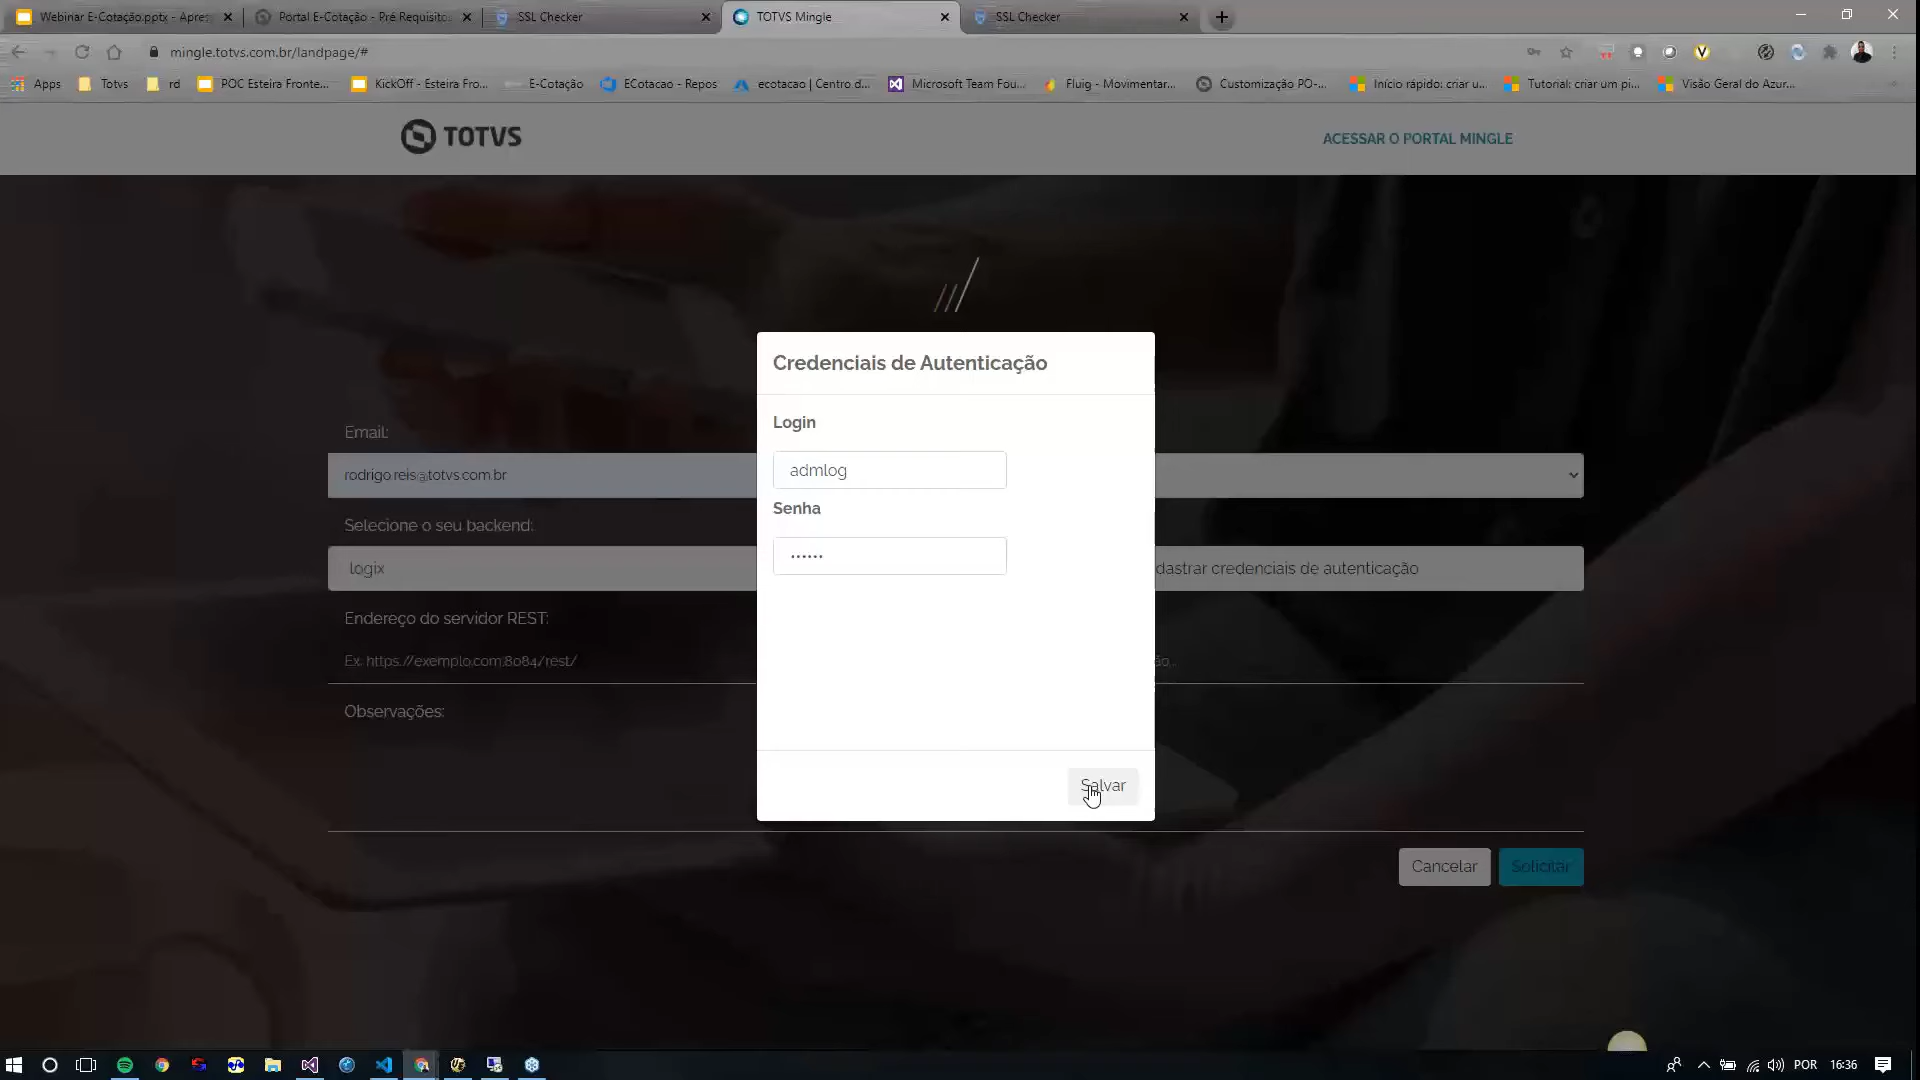 Webinar E-Cotação.pptx - Apres
Portal E-Cotação - Pré Requisito
SSL Checker
TOTVS Mingle
SSL Checker
mingle.totvs.com.br/landpage/#
Apps
Totvs
rd
POC Esteira Fronte...
KickOff - Esteira Fro...
E-Cotação
ECotacao - Repos
ecotacao | Centro d...
Microsoft Team Fou...
Fluig - Movimentar...
Customização PO-...
Início rápido: criar u...
Tutorial: criar um pi...
Visão Geral do Azur...
TOTVS
ACESSAR O PORTAL MINGLE
Credenciais de Autenticação
Login
admlog
Senha
••••••
Salvar
Email:
rodrigo.reis@totvs.com.br
Selecione o seu backend:
logix
dastrar credenciais de autenticação
Endereço do servidor REST:
Ex. https://exemplo.com:8084/rest/
ão...
Observações:
Cancelar
Solicitar
POR
16:36